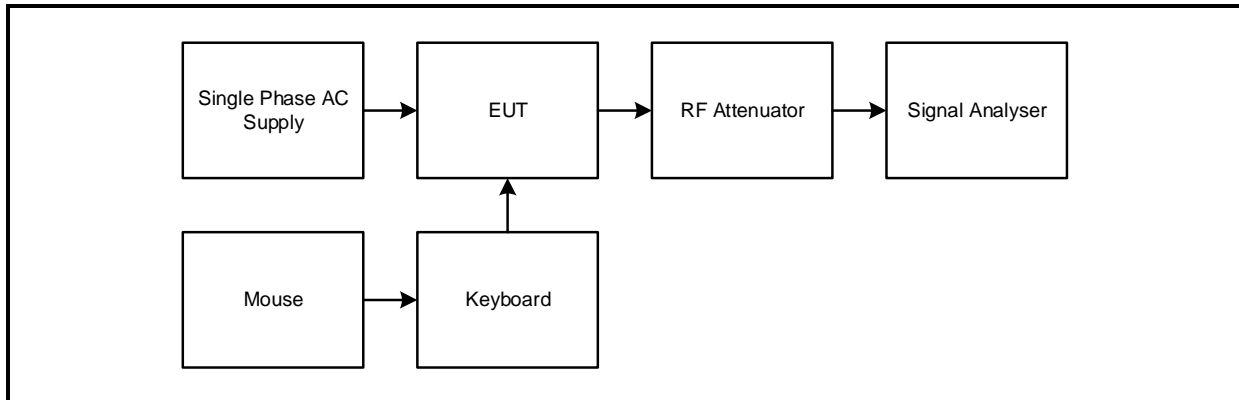 Single Phase AC
Supply
EUT
RF Attenuator
Signal Analyser
Mouse
Keyboard